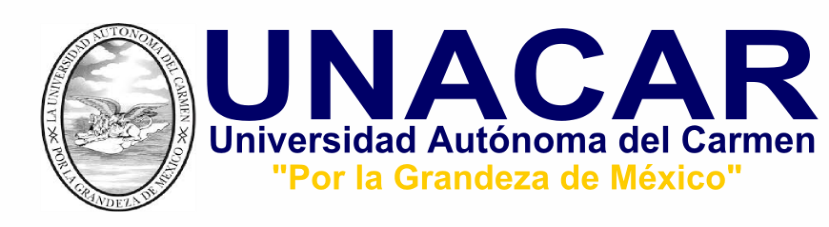 LA UNIVERSIDAD AUTONOMA DEL CARMEN
POR LA GRANDEZA DE MEXICO
UNACAR
Universidad Autónoma del Carmen
"Por la Grandeza de México"